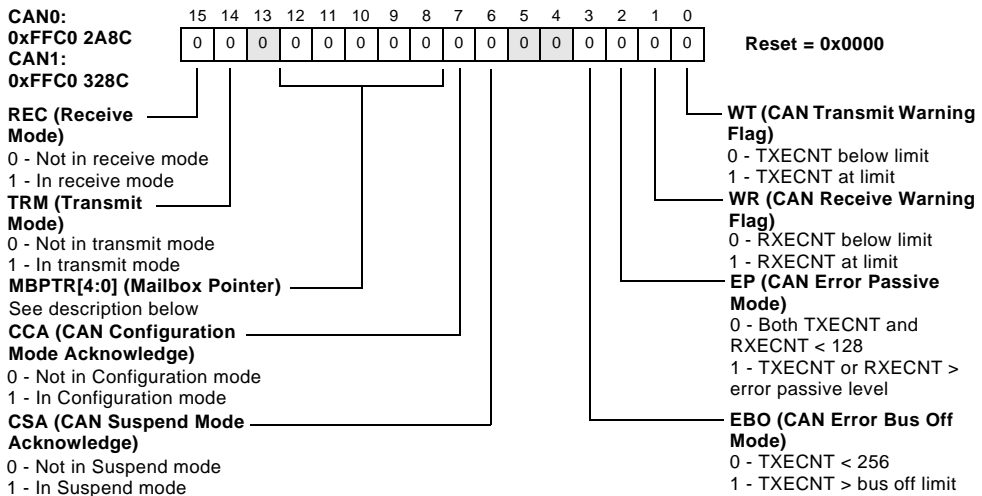 CAN0:
0xFFC0 2A8C
CAN1:
0xFFC0 328C
15 14 13 12 11 10 9 8 7 6 5 4 3 2 1 0
0 0 0 0 0 0 0 0 0 0 0 0 0 0 0 0
Reset = 0x0000
REC (Receive
Mode)
0 - Not in receive mode
1 - In receive mode
TRM (Transmit
Mode)
0 - Not in transmit mode
1 - In transmit mode
MBPTR[4:0] (Mailbox Pointer)
See description below
CCA (CAN Configuration
Mode Acknowledge)
0 - Not in Configuration mode
1 - In Configuration mode
CSA (CAN Suspend Mode
Acknowledge)
0 - Not in Suspend mode
1 - In Suspend mode
WT (CAN Transmit Warning
Flag)
0 - TXECNT below limit
1 - TXECNT at limit
WR (CAN Receive Warning
Flag)
0 - RXECNT below limit
1 - RXECNT at limit
EP (CAN Error Passive
Mode)
0 - Both TXECNT and
RXECNT < 128
1 - TXECNT or RXECNT >
error passive level
EBO (CAN Error Bus Off
Mode)
0 - TXECNT < 256
1 - TXECNT > bus off limit